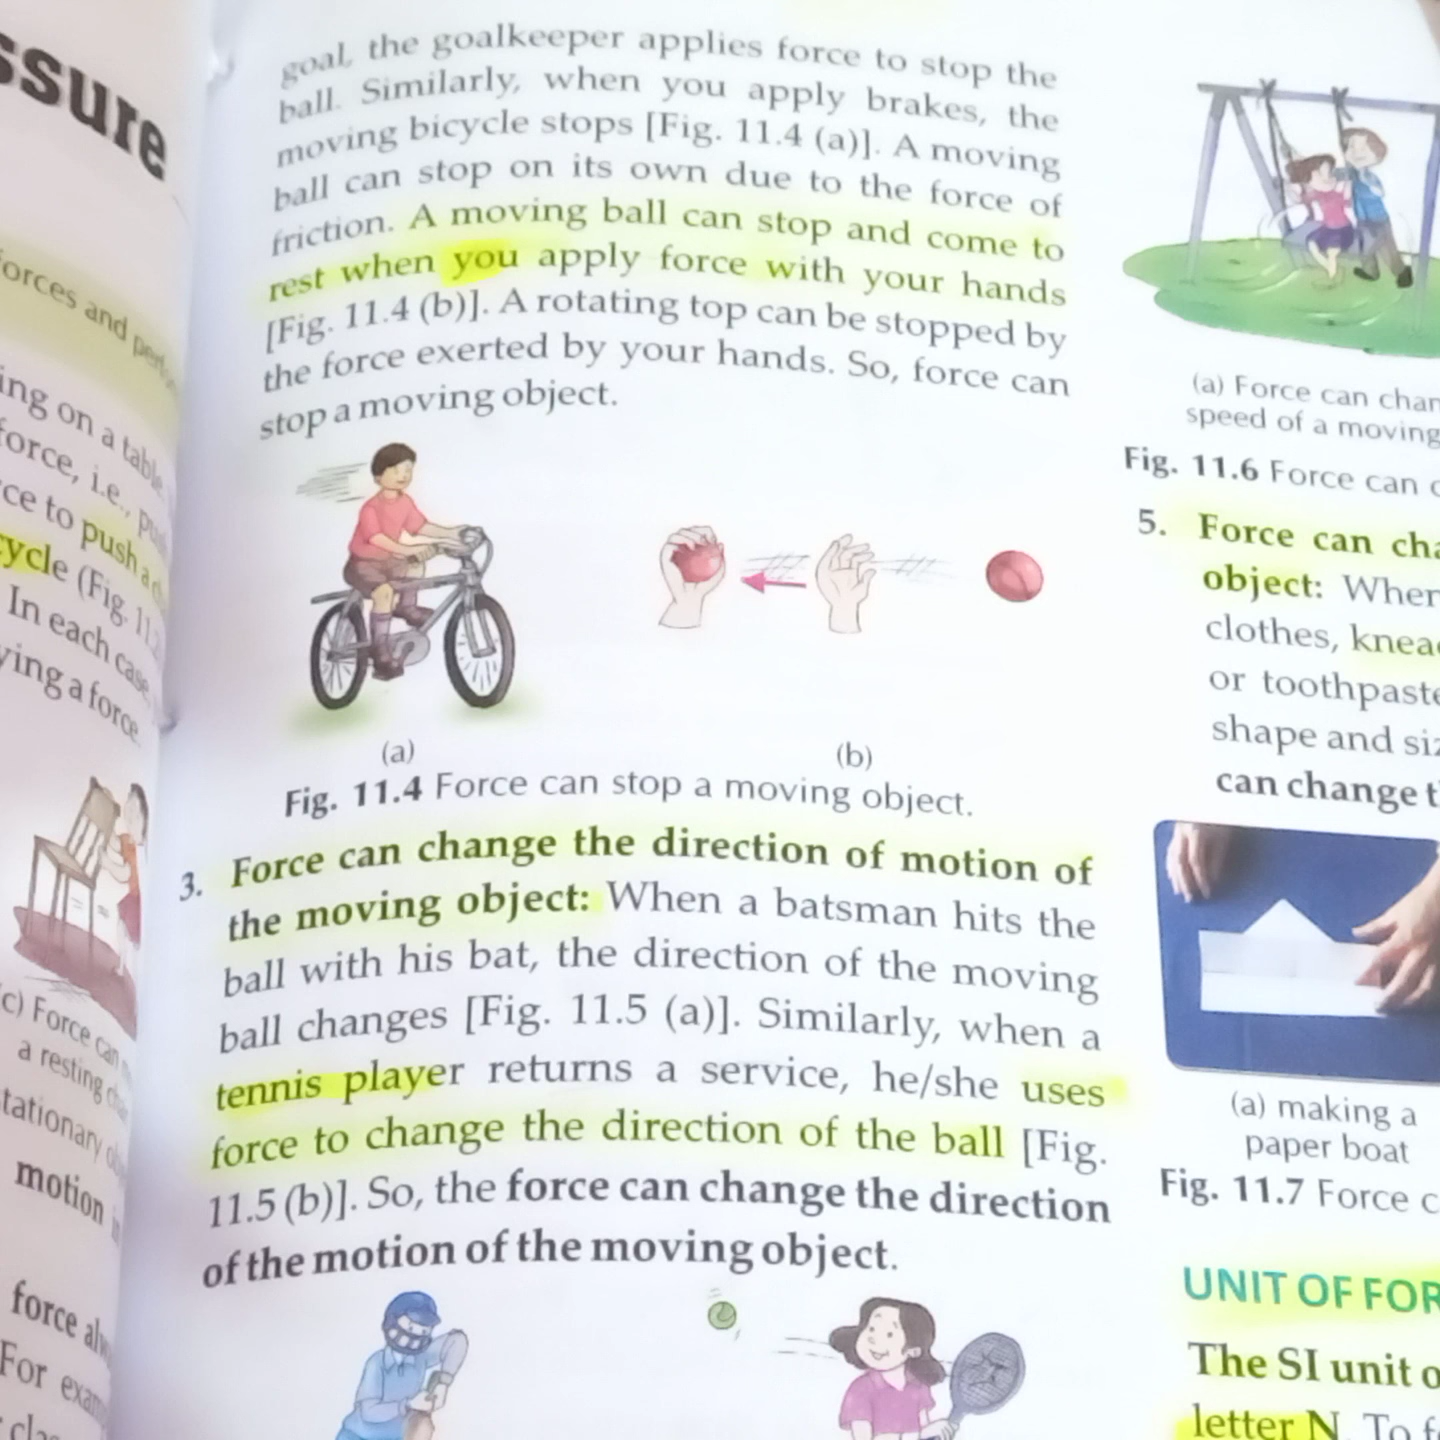 ssure
forces and
ing on a table
force, i.e.,
ce to push a
cycle (Fig.
In each case,
ying a force.
(c) Force can
a resting
tationary
motion
force
For
goal, the goalkeeper applies force to stop the
ball. Similarly, when you apply brakes, the
moving bicycle stops [Fig. 11.4 (a)]. A moving
ball can stop on its own due to the force of
friction. A moving ball can stop and come to
rest when you apply force with your hands
[Fig. 11.4 (b)]. A rotating top can be stopped by
the force exerted by your hands. So, force can
stop a moving object.
(a)
(b)
Fig. 11.4 Force can stop a moving object.
3. Force can change the direction of motion of
the moving object: When a batsman hits the
ball with his bat, the direction of the moving
ball changes [Fig. 11.5 (a)]. Similarly, when a
tennis player returns a service, he/she uses
force to change the direction of the ball [Fig.
11.5 (b)]. So, the force can change the direction
of the motion of the moving object.
(a) Force can chan
speed of a moving
Fig. 11.6 Force can c
5. Force can cha
object: When
clothes, knead
or toothpaste
shape and siz
can change t
(a) making a
paper boat
Fig. 11.7 Force c
UNIT OF FOR
The SI unit o
letter N. To f